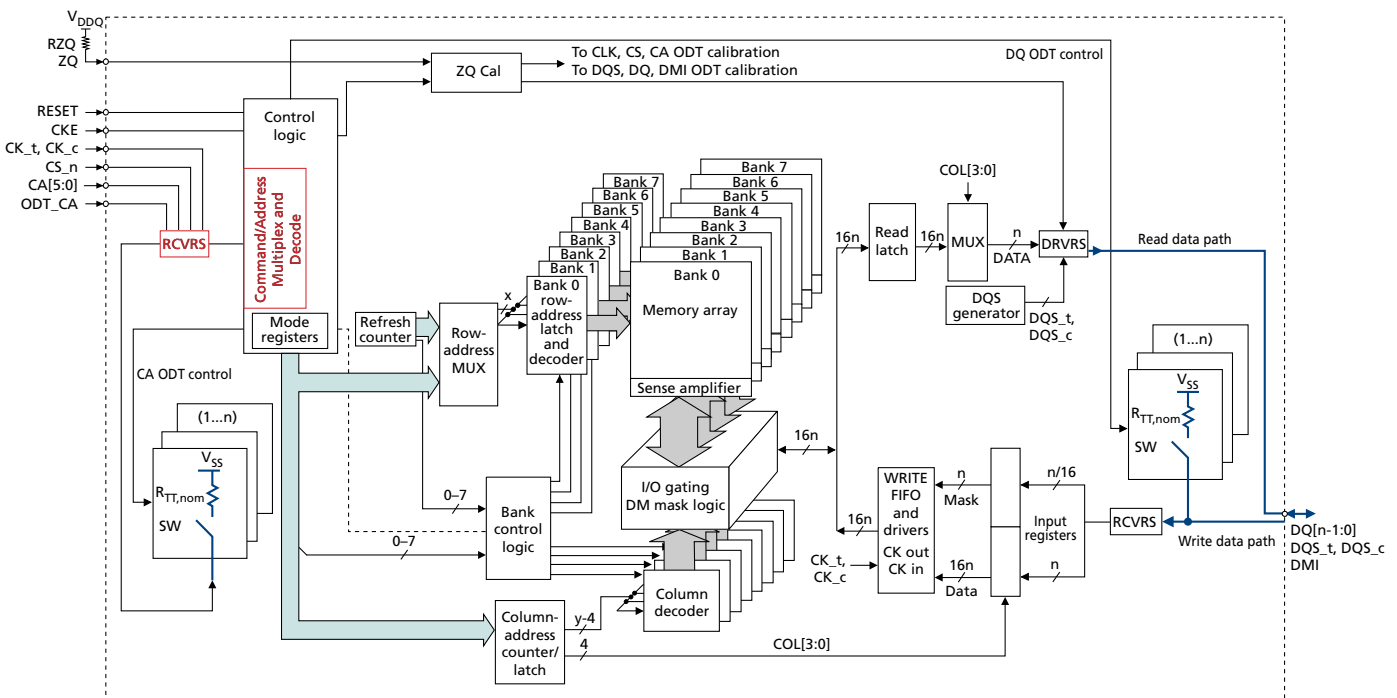 VDDQ
RZQ
ZQ
RESET
CKE
CK_t, CK_c
CS_n
CA[5:0]
ODT_CA
RCVRS
Control
logic
Command/Address
Multiplex and
Decode
Mode
registers
ZQ Cal
To CLK, CS, CA ODT calibration
To DQS, DQ, DMI ODT calibration
DQ ODT control
CA ODT control
(1...n)
VSS
RTT,nom
SW
Refresh
counter
Row-
address
MUX
x
Bank 7
Bank 6
Bank 5
Bank 4
Bank 3
Bank 2
Bank 1
Bank 0
row-
address
latch
and
decoder
Bank 7
Bank 6
Bank 5
Bank 4
Bank 3
Bank 2
Bank 1
Bank 0
Memory array
Sense amplifier
0–7
0–7
Bank
control
logic
I/O gating
DM mask logic
Column
decoder
Column-
address
counter/
latch
y-4
4
COL[3:0]
16n
16n
Read
latch
16n
COL[3:0]
MUX
n
DATA
DRVRS
DQS
generator
DQS_t,
DQS_c
Read data path
(1...n)
VSS
RTT,nom
SW
16n
CK_t,
CK_c
WRITE
FIFO
and
drivers
CK out
CK in
n
Mask
16n
Data
n/16
Input
registers
n
RCVRS
Write data path
DQ[n-1:0]
DQS_t, DQS_c
DMI